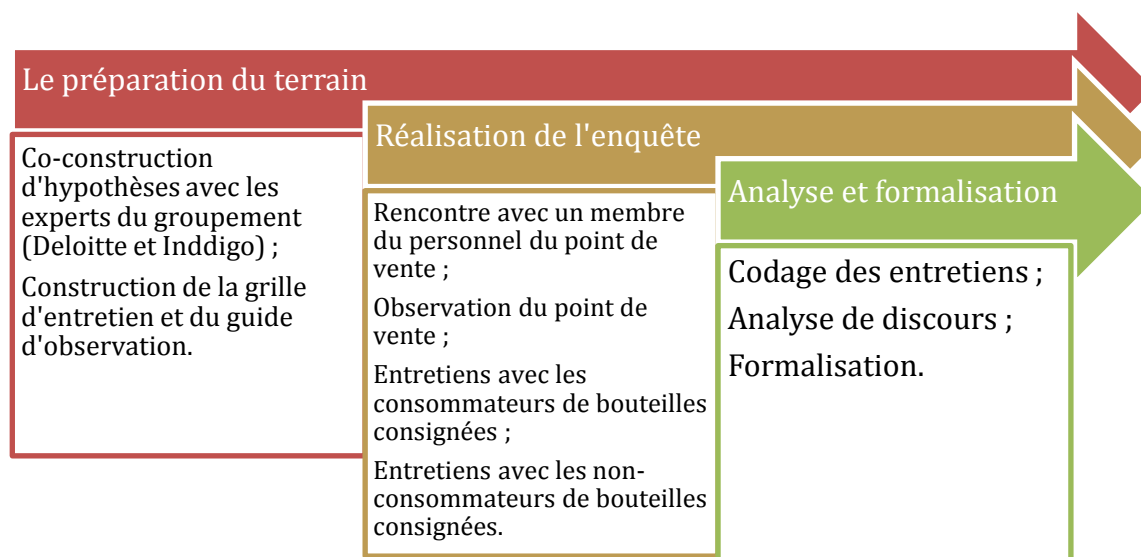 Le préparation du terrain
Co-construction
d'hypothèses avec les
experts du groupement
(Deloitte et Inddigo) ;
Construction de la grille
d'entretien et du guide
d'observation.
Réalisation de l'enquête
Rencontre avec un membre
du personnel du point de
vente ;
Observation du point de
vente ;
Entretiens avec les
consommateurs de bouteilles
consignées ;
Entretiens avec les non-
consommateurs de bouteilles
consignées.
Analyse et formalisation
Codage des entretiens ;
Analyse de discours ;
Formalisation.